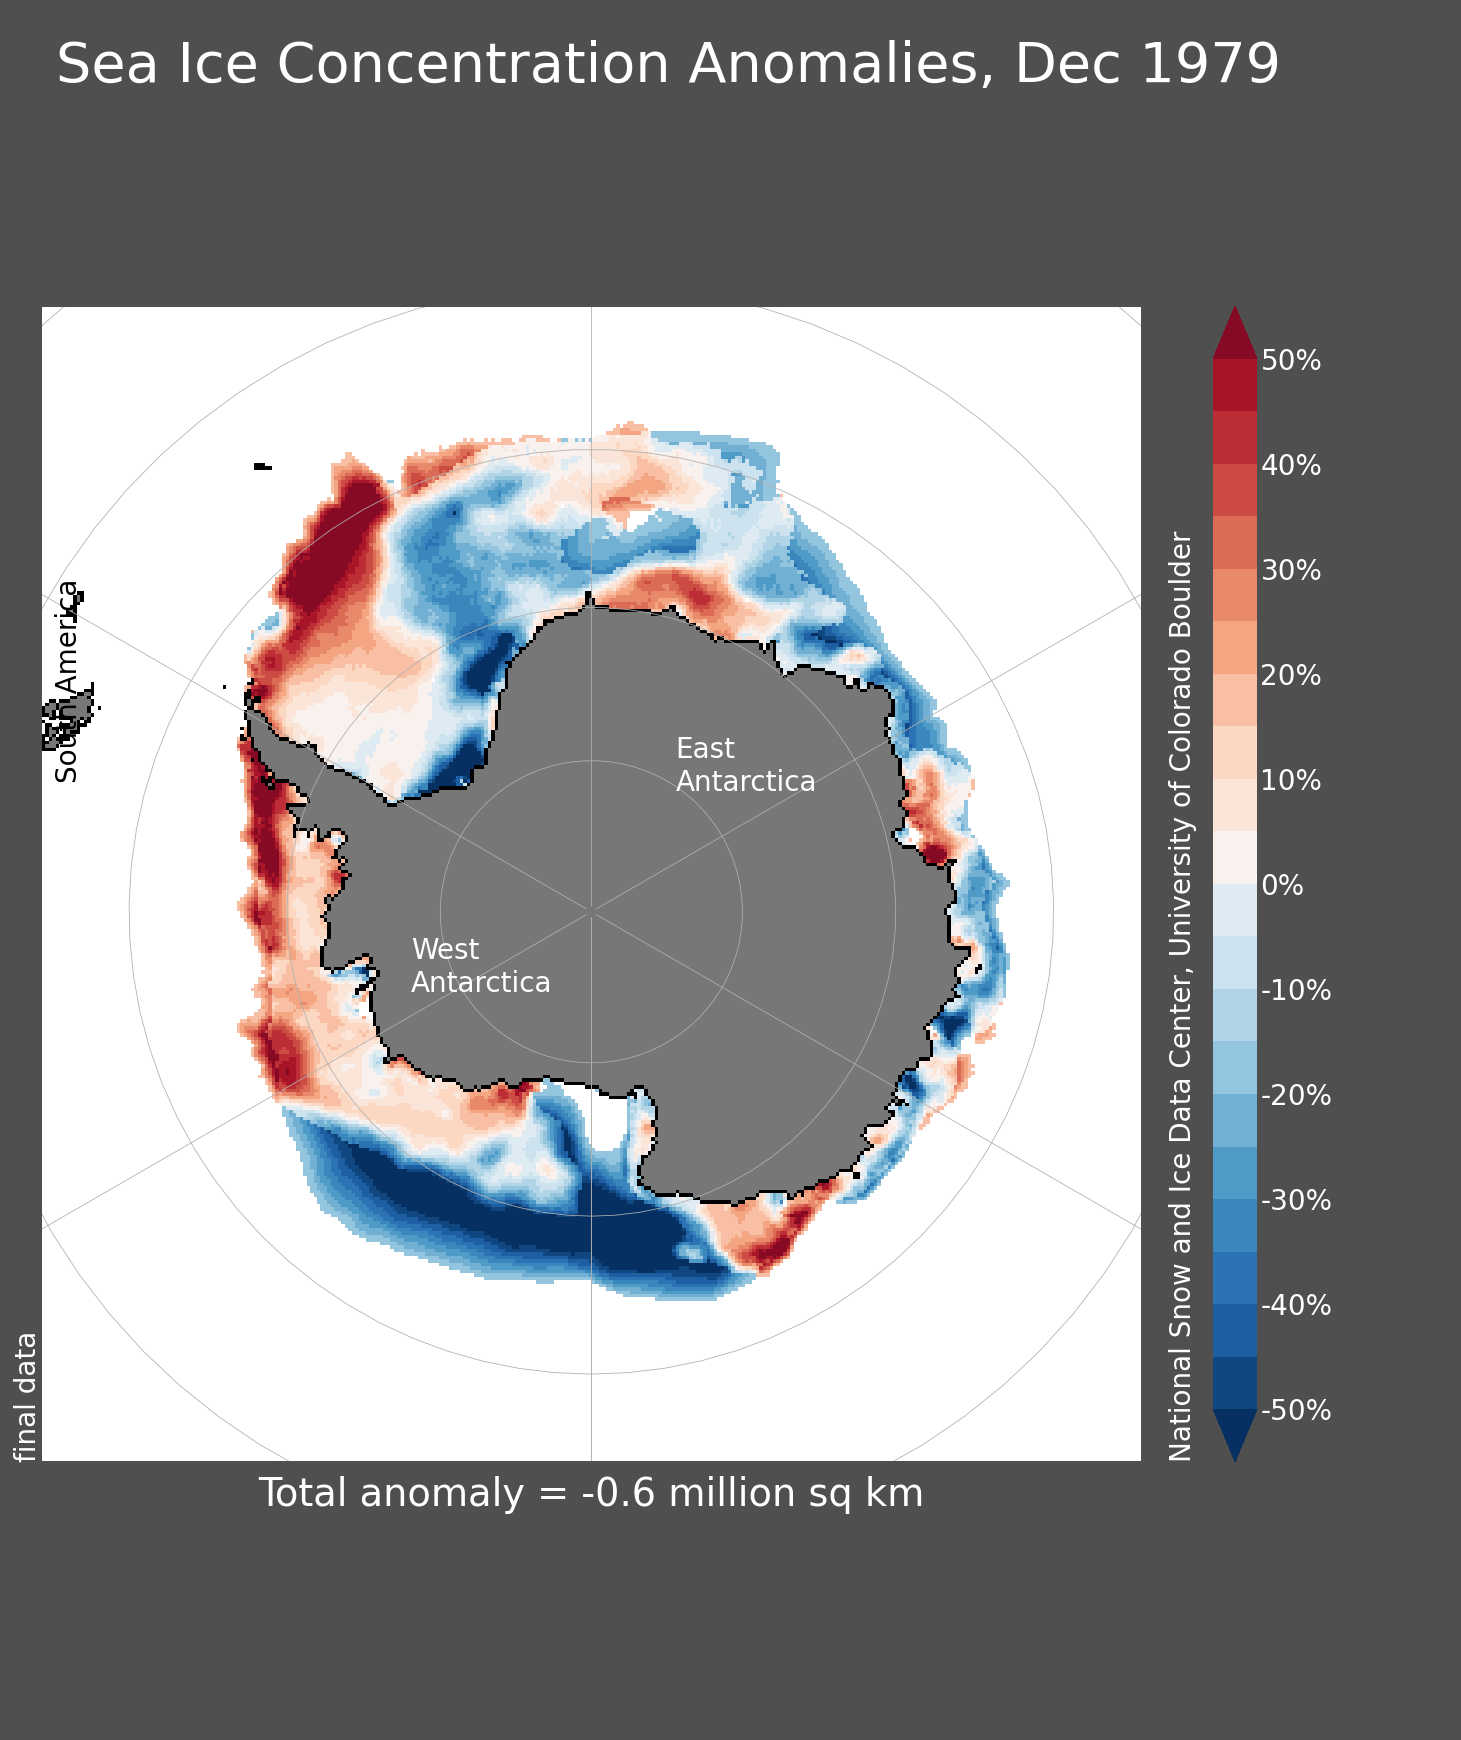 Sea Ice Concentration Anomalies, Dec 1979
South America
East
Antarctica
West
Antarctica
final data
National Snow and Ice Data Center, University of Colorado Boulder
50%
40%
30%
20%
10%
0%
-10%
-20%
-30%
-40%
-50%
Total anomaly = -0.6 million sq km